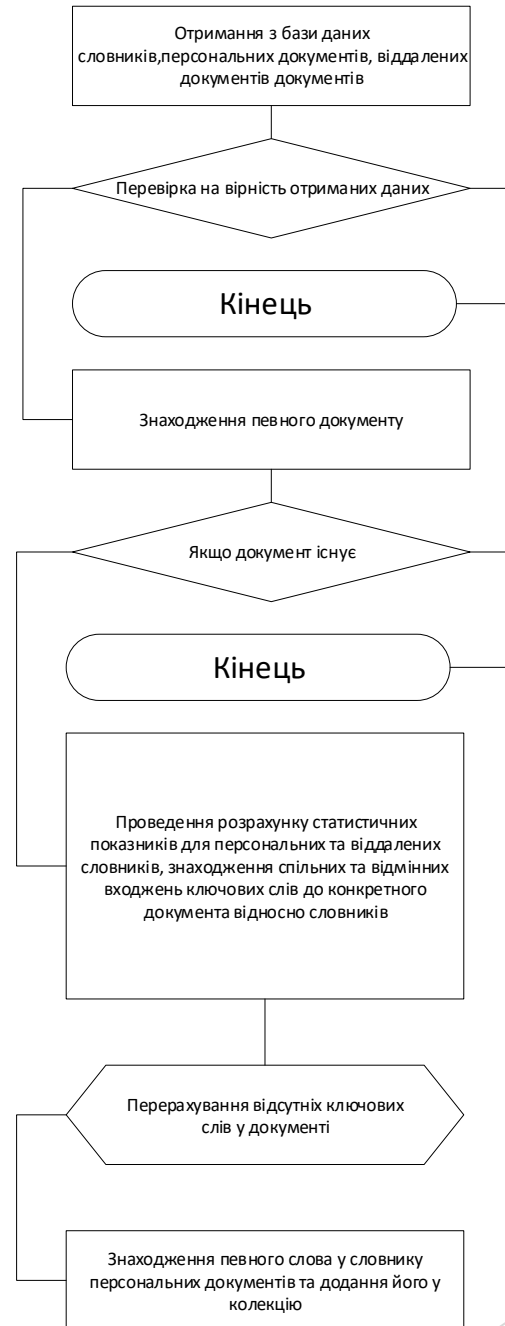 Отримання з бази даних
словників,персональних документів, віддалених
документів документів
Перевірка на вірність отриманих даних
Кінець
Знаходження певного документу
Якщо документ існує
Кінець
Проведення розрахунку статистичних
показників для персональних та віддалених
словників, знаходження спільних та відмінних
входжень ключових слів до конкретного
документа відносно словників
Перерахування відсутніх ключових
слів у документі
Знаходження певного слова у словнику
персональних документів та додання його у
колекцію